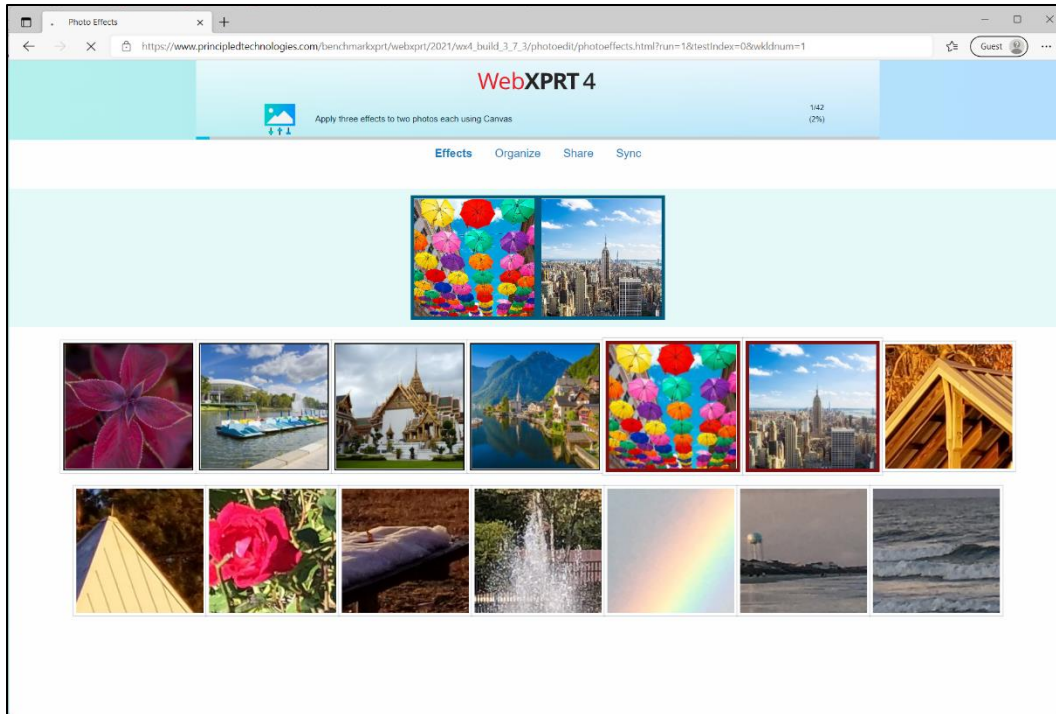 Photo Effects
https://www.principledtechnologies.com/benchmarkxprt/webxprt/2021/wx4_build_3_7_3/photoedit/photoeffects.html?run=1&testIndex=0&wkldnum=1
Guest
WebXPRT 4
Apply three effects to two photos each using Canvas
1/42
(2%)
Effects Organize Share Sync